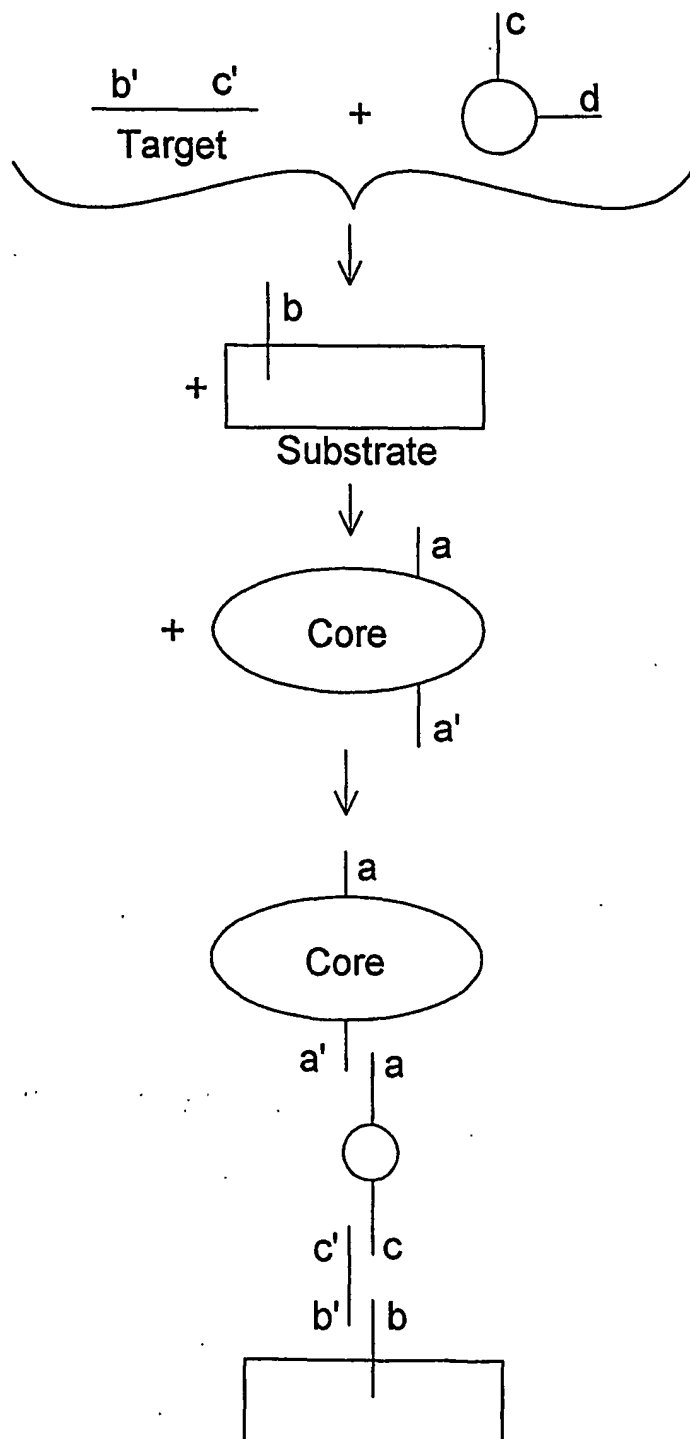 c
b' c'
+ d
Target
b
+
Substrate
a
+ Core
a'
a
Core
a' a
c' c
b' b